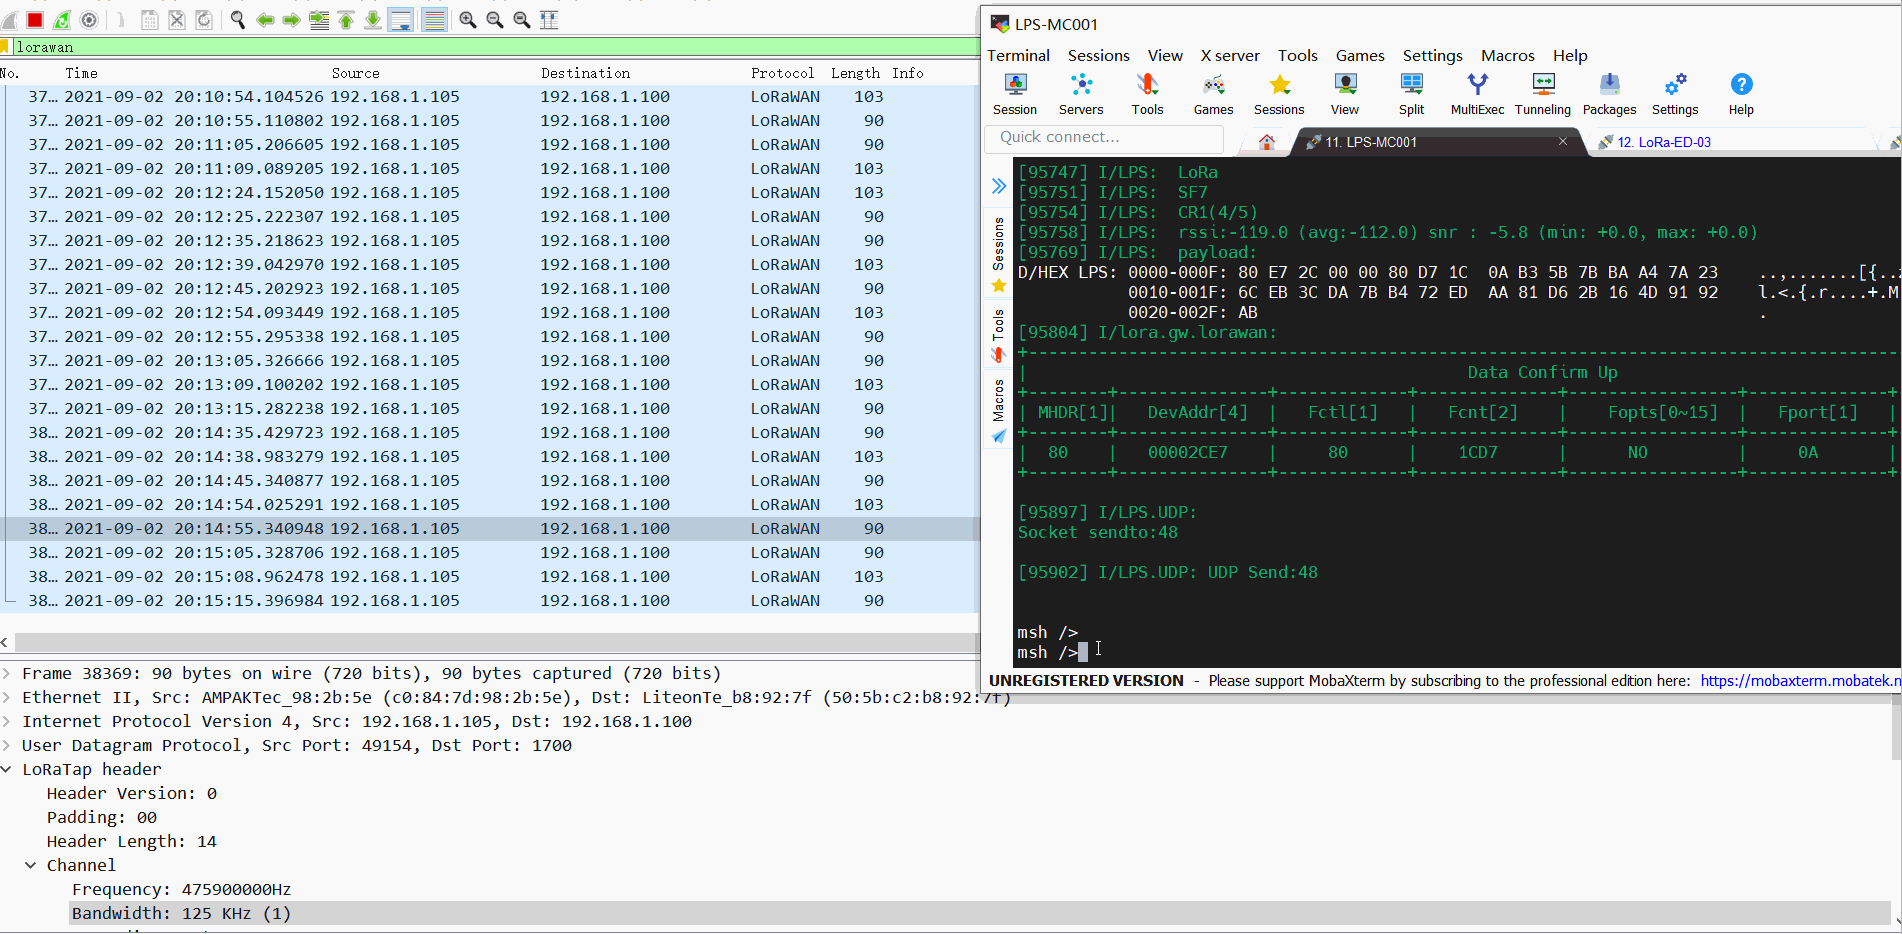 lorawan
No. Time Source Destination Protocol Length Info
37… 2021-09-02 20:10:54.104526 192.168.1.105 192.168.1.100 LoRaWAN 103
37… 2021-09-02 20:10:55.110802 192.168.1.105 192.168.1.100 LoRaWAN 90
37… 2021-09-02 20:11:05.206605 192.168.1.105 192.168.1.100 LoRaWAN 90
37… 2021-09-02 20:11:09.089205 192.168.1.105 192.168.1.100 LoRaWAN 103
37… 2021-09-02 20:12:24.152050 192.168.1.105 192.168.1.100 LoRaWAN 103
37… 2021-09-02 20:12:25.222307 192.168.1.105 192.168.1.100 LoRaWAN 90
37… 2021-09-02 20:12:35.218623 192.168.1.105 192.168.1.100 LoRaWAN 90
37… 2021-09-02 20:12:39.042970 192.168.1.105 192.168.1.100 LoRaWAN 103
37… 2021-09-02 20:12:45.202923 192.168.1.105 192.168.1.100 LoRaWAN 90
37… 2021-09-02 20:12:54.093449 192.168.1.105 192.168.1.100 LoRaWAN 103
37… 2021-09-02 20:12:55.295338 192.168.1.105 192.168.1.100 LoRaWAN 90
37… 2021-09-02 20:13:05.326666 192.168.1.105 192.168.1.100 LoRaWAN 90
37… 2021-09-02 20:13:09.100202 192.168.1.105 192.168.1.100 LoRaWAN 103
37… 2021-09-02 20:13:15.282238 192.168.1.105 192.168.1.100 LoRaWAN 90
38… 2021-09-02 20:14:35.429723 192.168.1.105 192.168.1.100 LoRaWAN 90
38… 2021-09-02 20:14:38.983279 192.168.1.105 192.168.1.100 LoRaWAN 103
38… 2021-09-02 20:14:45.340877 192.168.1.105 192.168.1.100 LoRaWAN 90
38… 2021-09-02 20:14:54.025291 192.168.1.105 192.168.1.100 LoRaWAN 103
38… 2021-09-02 20:14:55.340948 192.168.1.105 192.168.1.100 LoRaWAN 90
38… 2021-09-02 20:15:05.328706 192.168.1.105 192.168.1.100 LoRaWAN 90
38… 2021-09-02 20:15:08.962478 192.168.1.105 192.168.1.100 LoRaWAN 103
38… 2021-09-02 20:15:15.396984 192.168.1.105 192.168.1.100 LoRaWAN 90
Frame 38369: 90 bytes on wire (720 bits), 90 bytes captured (720 bits)
Ethernet II, Src: AMPAKTec_98:2b:5e (c0:84:7d:98:2b:5e), Dst: LiteonTe_b8:92:7f (50:5b:c2:b8:92:7f)
Internet Protocol Version 4, Src: 192.168.1.105, Dst: 192.168.1.100
User Datagram Protocol, Src Port: 49154, Dst Port: 1700
LoRaTap header
Header Version: 0
Padding: 00
Header Length: 14
Channel
Frequency: 475900000Hz
Bandwidth: 125 KHz (1)
LPS-MC001
Terminal Sessions View X server Tools Games Settings Macros Help
Session Servers Tools Games Sessions View Split MultiExec Tunneling Packages Settings Help
Quick connect...
11. LPS-MC001
12. LoRa-ED-03
Sessions
Tools
Macros
[95747] I/LPS: LoRa
[95751] I/LPS: SF7
[95754] I/LPS: CR1(4/5)
[95758] I/LPS: rssi:-119.0 (avg:-112.0) snr : -5.8 (min: +0.0, max: +0.0)
[95769] I/LPS: payload:
D/HEX LPS: 0000-000F: 80 E7 2C 00 00 80 D7 1C 0A B3 5B 7B BA A4 7A 23 ..,.......[{..z
0010-001F: 6C EB 3C DA 7B B4 72 ED AA 81 D6 2B 16 4D 91 92 l.<.{.r....+.M
0020-002F: AB .
[95804] I/lora.gw.lorawan:
+---------------------------------------------------------------------------------------
| Data Confirm Up
+--------+---------------+-------------+--------------+-----------------+--------------+
| MHDR[1]| DevAddr[4] | Fctl[1] | Fcnt[2] | Fopts[0~15] | Fport[1] |
+--------+---------------+-------------+--------------+-----------------+--------------+
| 80 | 00002CE7 | 80 | 1CD7 | NO | 0A |
+--------+---------------+-------------+--------------+-----------------+--------------+
[95897] I/LPS.UDP:
Socket sendto:48
[95902] I/LPS.UDP: UDP Send:48
msh />
msh />
UNREGISTERED VERSION - Please support MobaXterm by subscribing to the professional edition here: https://mobaxterm.mobatek.n